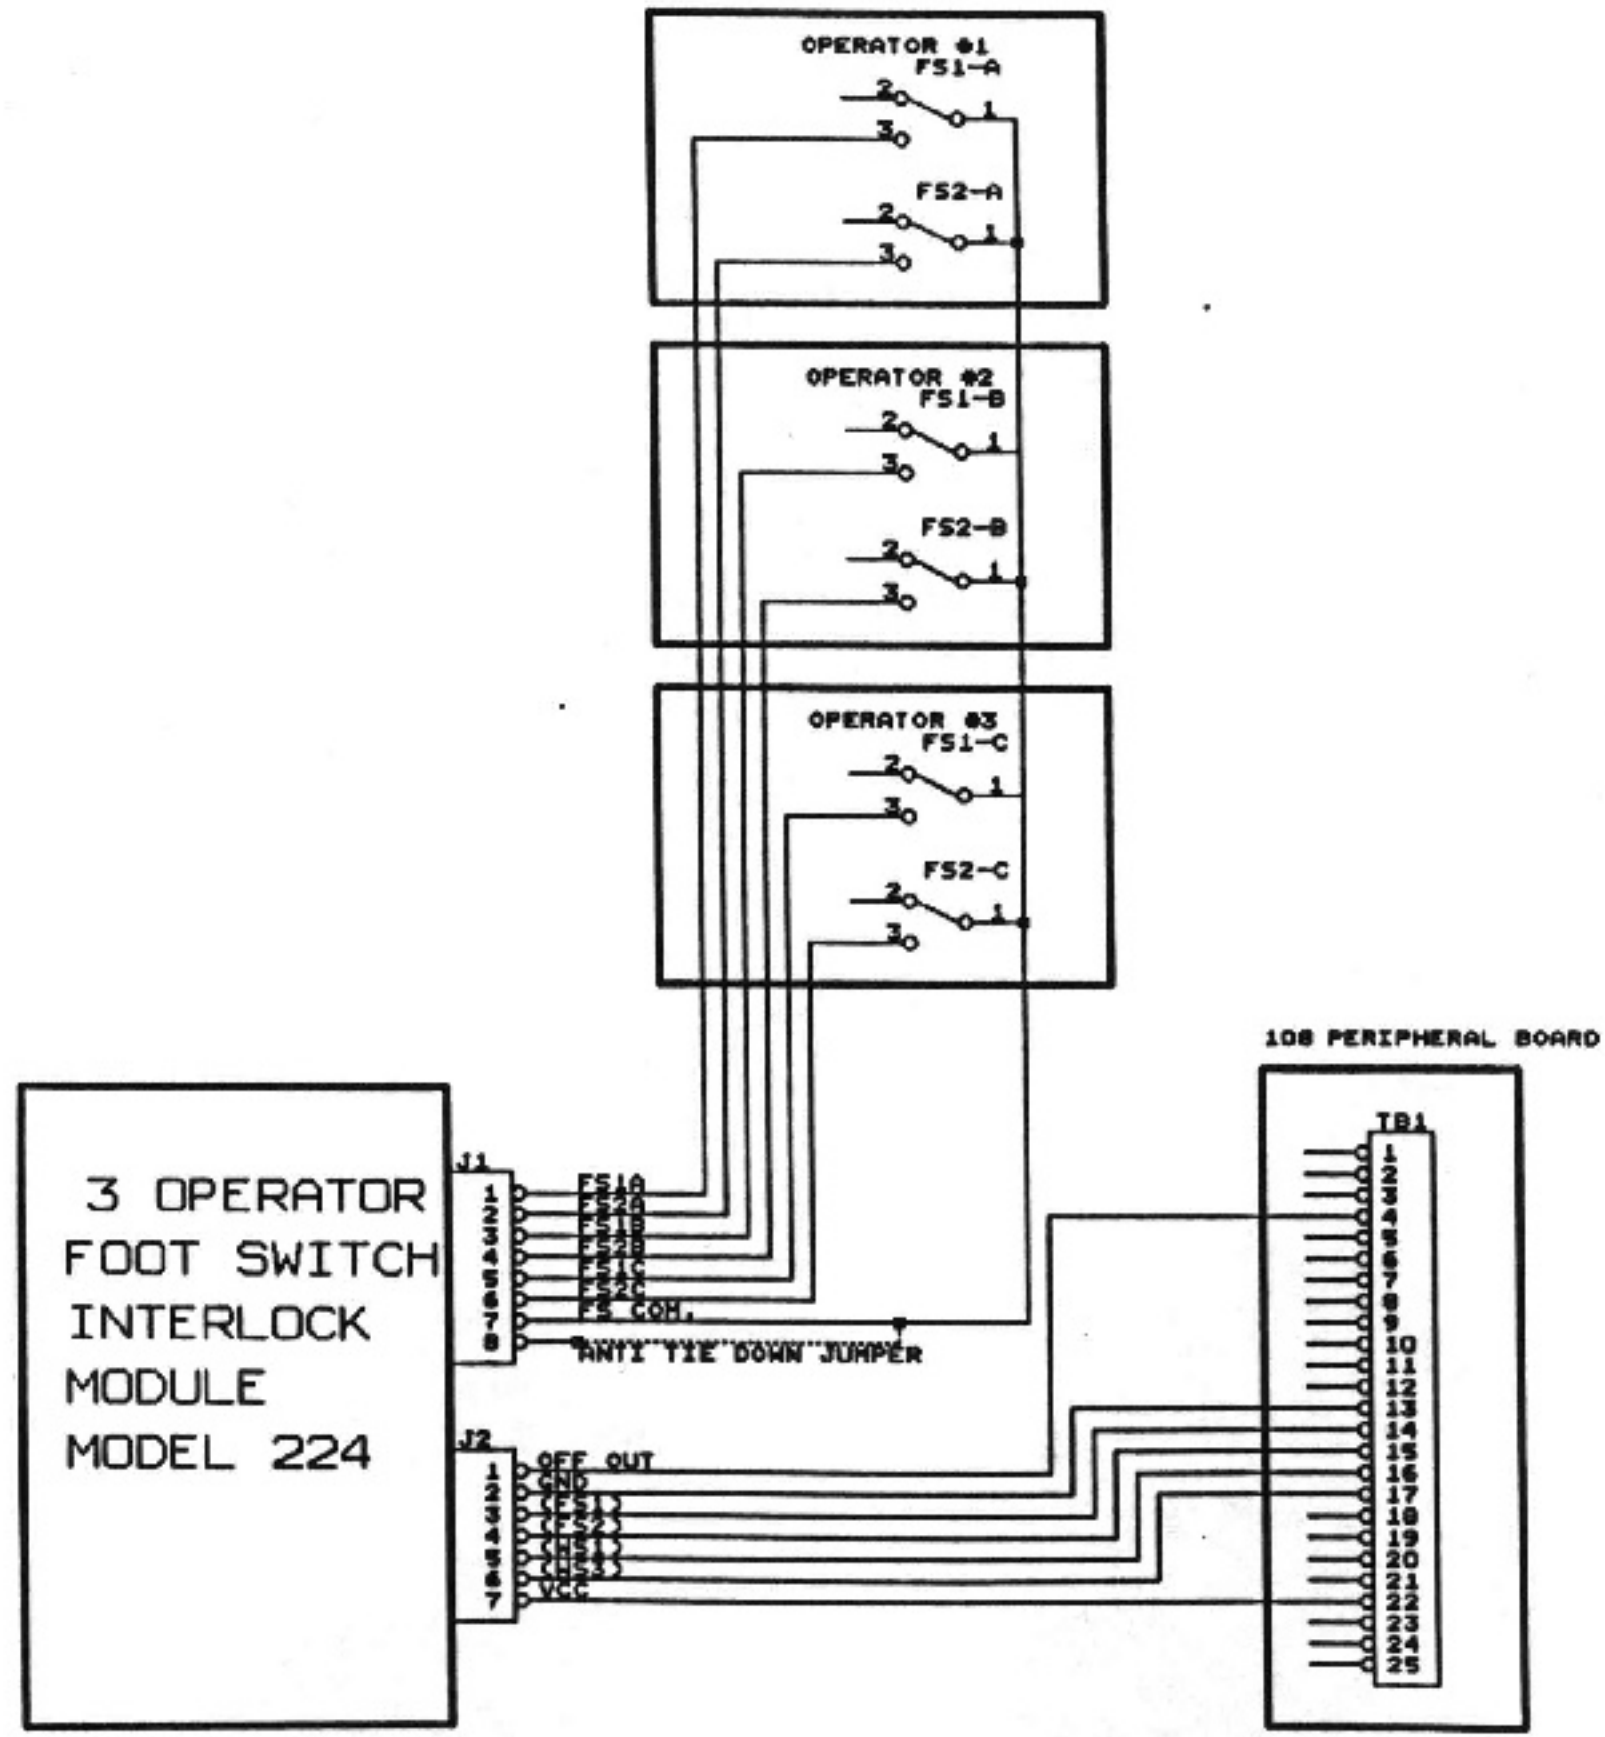 OPERATOR #1
FS1-A
2
1
3
FS2-A
2
1
3
OPERATOR #2
FS1-B
2
1
3
FS2-B
2
1
3
OPERATOR #3
FS1-C
2
1
3
FS2-C
2
1
3
108 PERIPHERAL BOARD
TB1
1
2
3
4
5
6
7
8
9
10
11
12
13
14
15
16
17
18
19
20
21
22
23
24
25
3 OPERATOR
FOOT SWITCH
INTERLOCK
MODULE
MODEL 224
J1
1
2
3
4
5
6
7
8
FS1A
FS2A
FS1B
FS2B
FS1C
FS2C
FS COM.
ANTI TIE DOWN JUMPER
J2
1
2
3
4
5
6
7
OFF OUT
GND
VCC